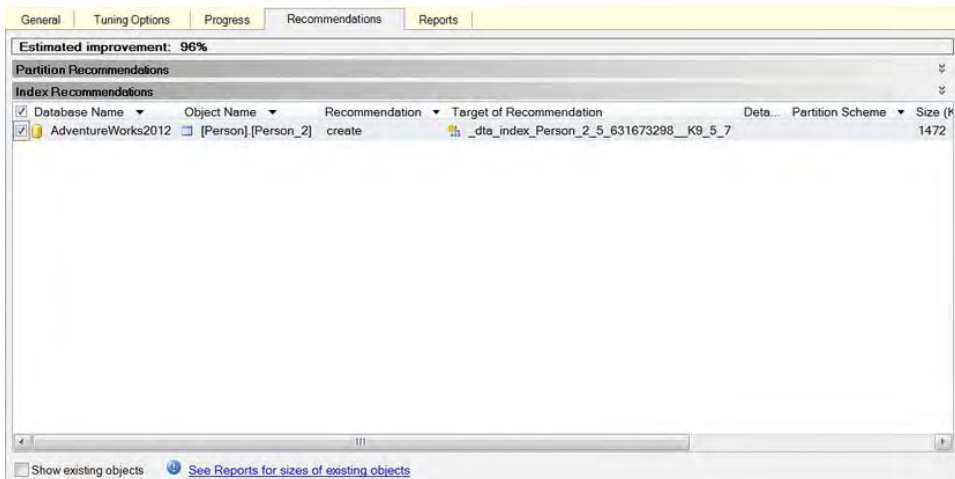 General Tuning Options Progress Recommendations Reports
Estimated improvement: 96%
Partition Recommendations
Index Recommendations
Database Name Object Name Recommendation Target of Recommendation Deta... Partition Scheme Size (K
AdventureWorks2012 [Person].[Person_2] create _dta_index_Person_2_5_631673298__K9_5_7 1472
Show existing objects See Reports for sizes of existing objects